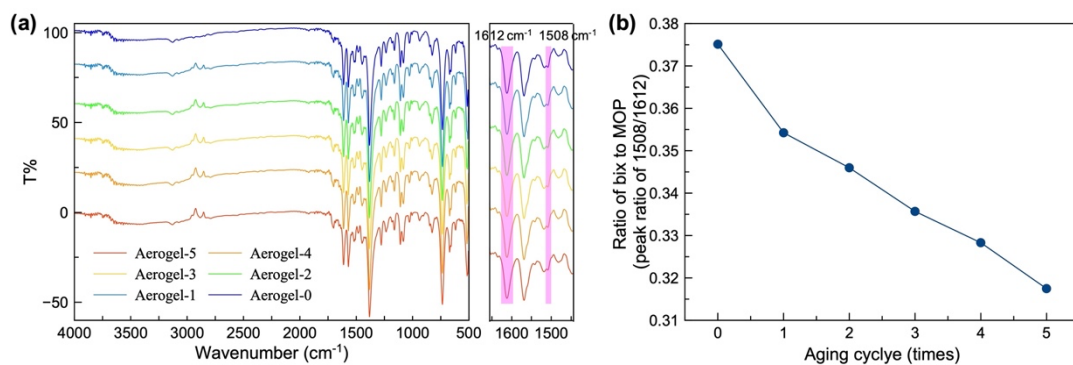 (a)
100
50
0
−50
T%
Aerogel-5
Aerogel-4
Aerogel-3
Aerogel-2
Aerogel-1
Aerogel-0
4000 3500 3000 2500 2000 1500 1000 500
Wavenumber (cm⁻¹)
1612 cm⁻¹ 1508 cm⁻¹
1600 1500
(b)
0.38
0.37
0.36
0.35
0.34
0.33
0.32
0.31
Ratio of bix to MOP
(peak ratio of 1508/1612)
0 1 2 3 4 5
Aging cyclye (times)